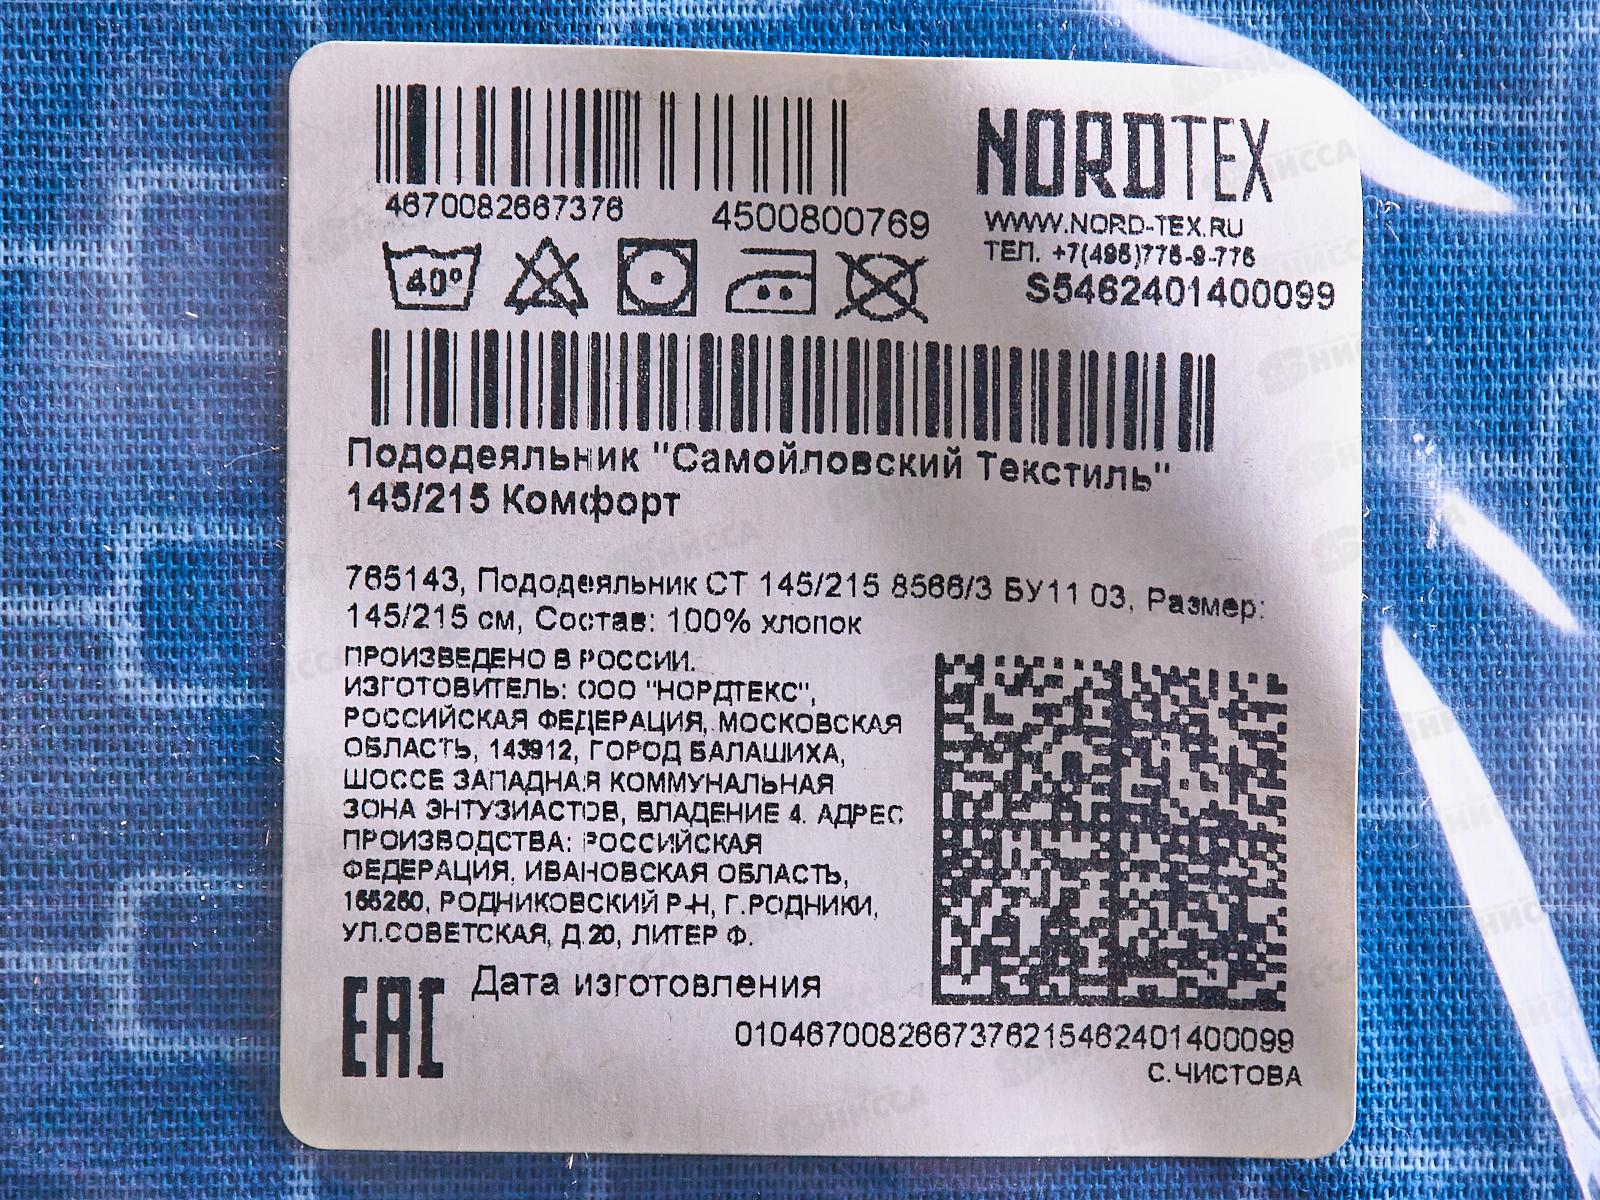 NORDTEX
4670082667376
4500800769
WWW.NORD-TEX.RU
ТЕЛ. +7(495)776-9-776
40°
S5462401400099
Пододеяльник "Самойловский Текстиль"
145/215 Комфорт
765143, Пододеяльник СТ 145/215 8566/3 БУ11 03, Размер:
145/215 см, Состав: 100% хлопок
ПРОИЗВЕДЕНО В РОССИИ.
ИЗГОТОВИТЕЛЬ: ООО "НОРДТЕКС",
РОССИЙСКАЯ ФЕДЕРАЦИЯ, МОСКОВСКАЯ
ОБЛАСТЬ, 143912, ГОРОД БАЛАШИХА,
ШОССЕ ЗАПАДНАЯ КОММУНАЛЬНАЯ
ЗОНА ЭНТУЗИАСТОВ, ВЛАДЕНИЕ 4. АДРЕС
ПРОИЗВОДСТВА: РОССИЙСКАЯ
ФЕДЕРАЦИЯ, ИВАНОВСКАЯ ОБЛАСТЬ,
155250, РОДНИКОВСКИЙ Р-Н, Г.РОДНИКИ,
УЛ.СОВЕТСКАЯ, Д.20, ЛИТЕР Ф.
EAC
Дата изготовления
0104670082667376215462401400099
С.ЧИСТОВА